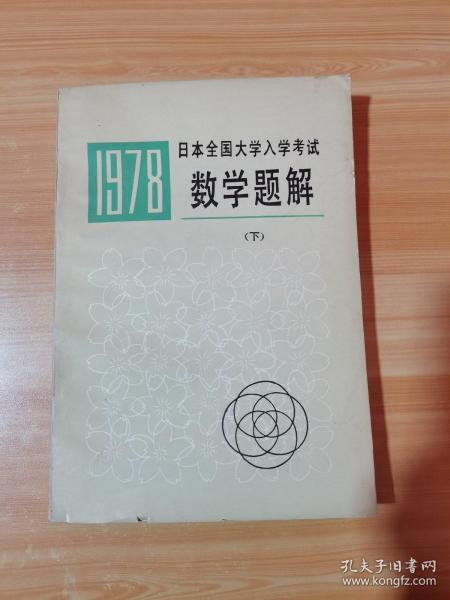 1978
日本全国大学入学考试
数学题解
（下）
孔夫子旧书网
www.kongfz.com